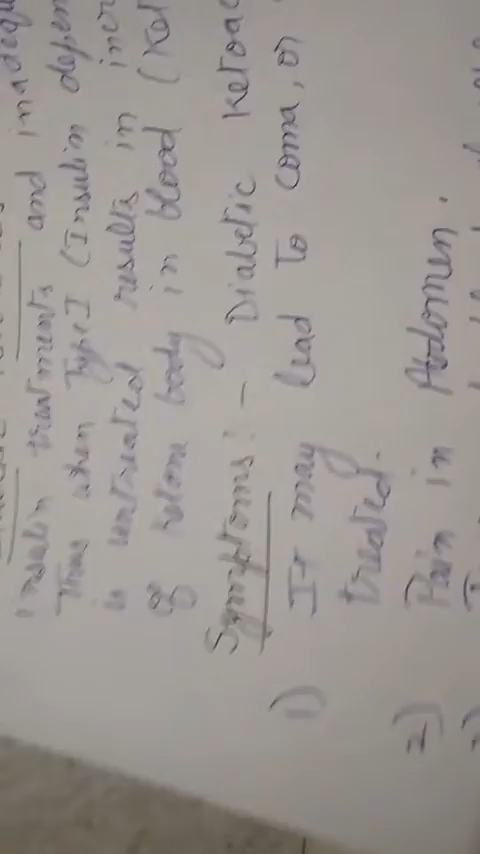 insulin treatments and inadequ
Thus when Type I (Insulin depen
is untreated results in incr
of ketone body in blood (Ket
Symptoms:- Diabetic ketoac
1) It may lead to coma, or
treated.
2) Pain in Abdomen.